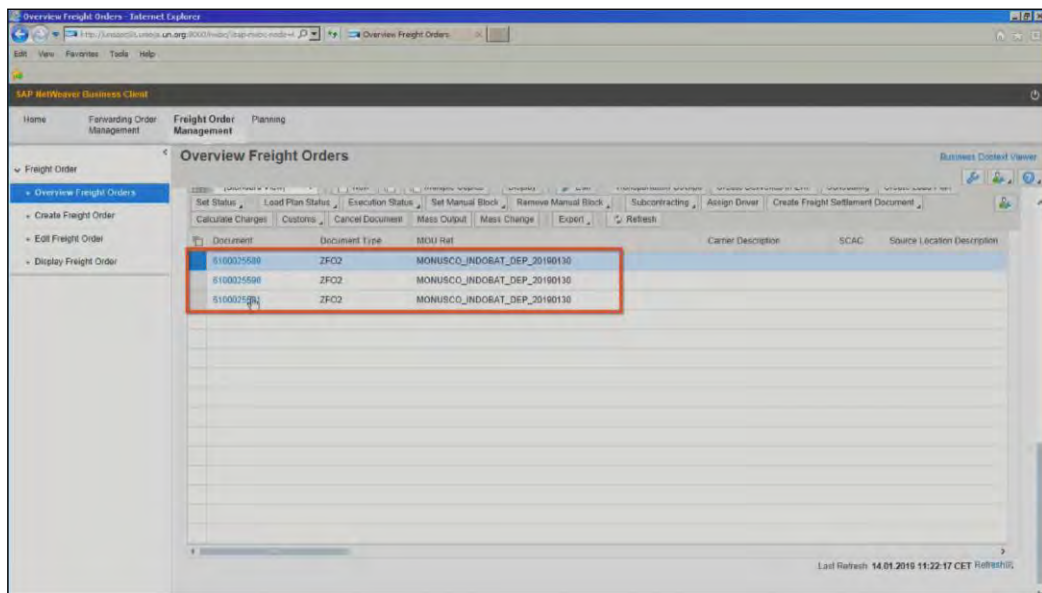 Overview Freight Orders - Internet Explorer
Overview Freight Orders
Edit View Favorites Tools Help
SAP NetWeaver Business Client
Home Forwarding Order Management Freight Order Management Planning
Freight Order
Overview Freight Orders
Create Freight Order
Edit Freight Order
Display Freight Order
Overview Freight Orders
Business Context Viewer
Set Status Load Plan Status Execution Status Set Manual Block Remove Manual Block Subcontracting Assign Driver Create Freight Settlement Document
Calculate Charges Customs Cancel Document Mass Output Mass Change Export Refresh
Document Document Type MOU Ref Carrier Description SCAC Source Location Description
6100025589 ZFO2 MONUSCO_INDOBAT_DEP_20190130
6100025590 ZFO2 MONUSCO_INDOBAT_DEP_20190130
ZFO2 MONUSCO_INDOBAT_DEP_20190130
Last Refresh 14.01.2019 11:22:17 CET Refresh